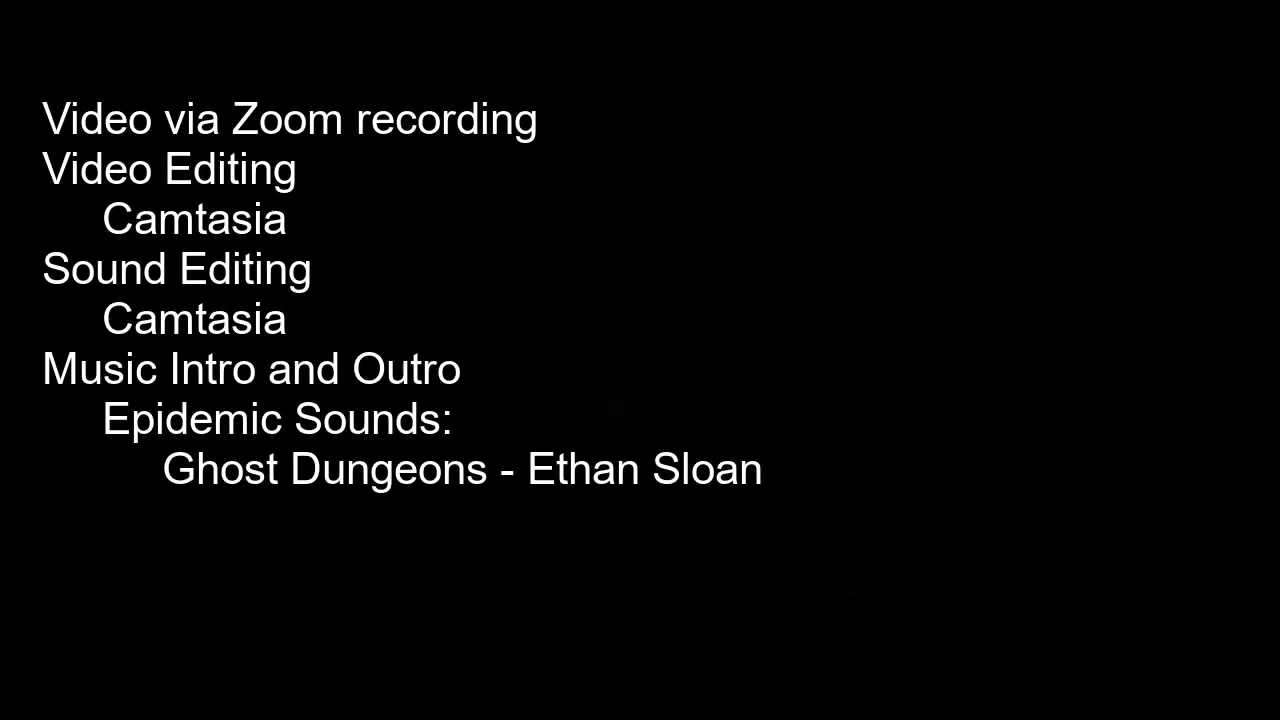 Video via Zoom recording
Video Editing
Camtasia
Sound Editing
Camtasia
Music Intro and Outro
Epidemic Sounds:
Ghost Dungeons - Ethan Sloan